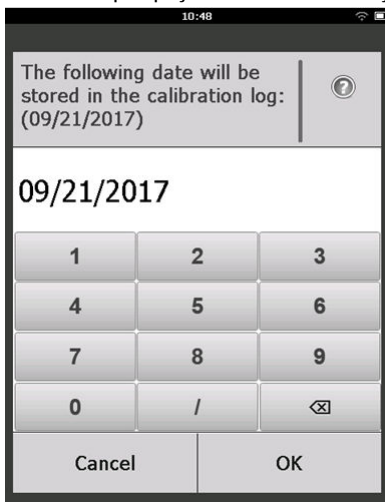 10:48
The following date will be
stored in the calibration log:
(09/21/2017)
?
09/21/2017
1 2 3
4 5 6
7 8 9
0 /
Cancel OK